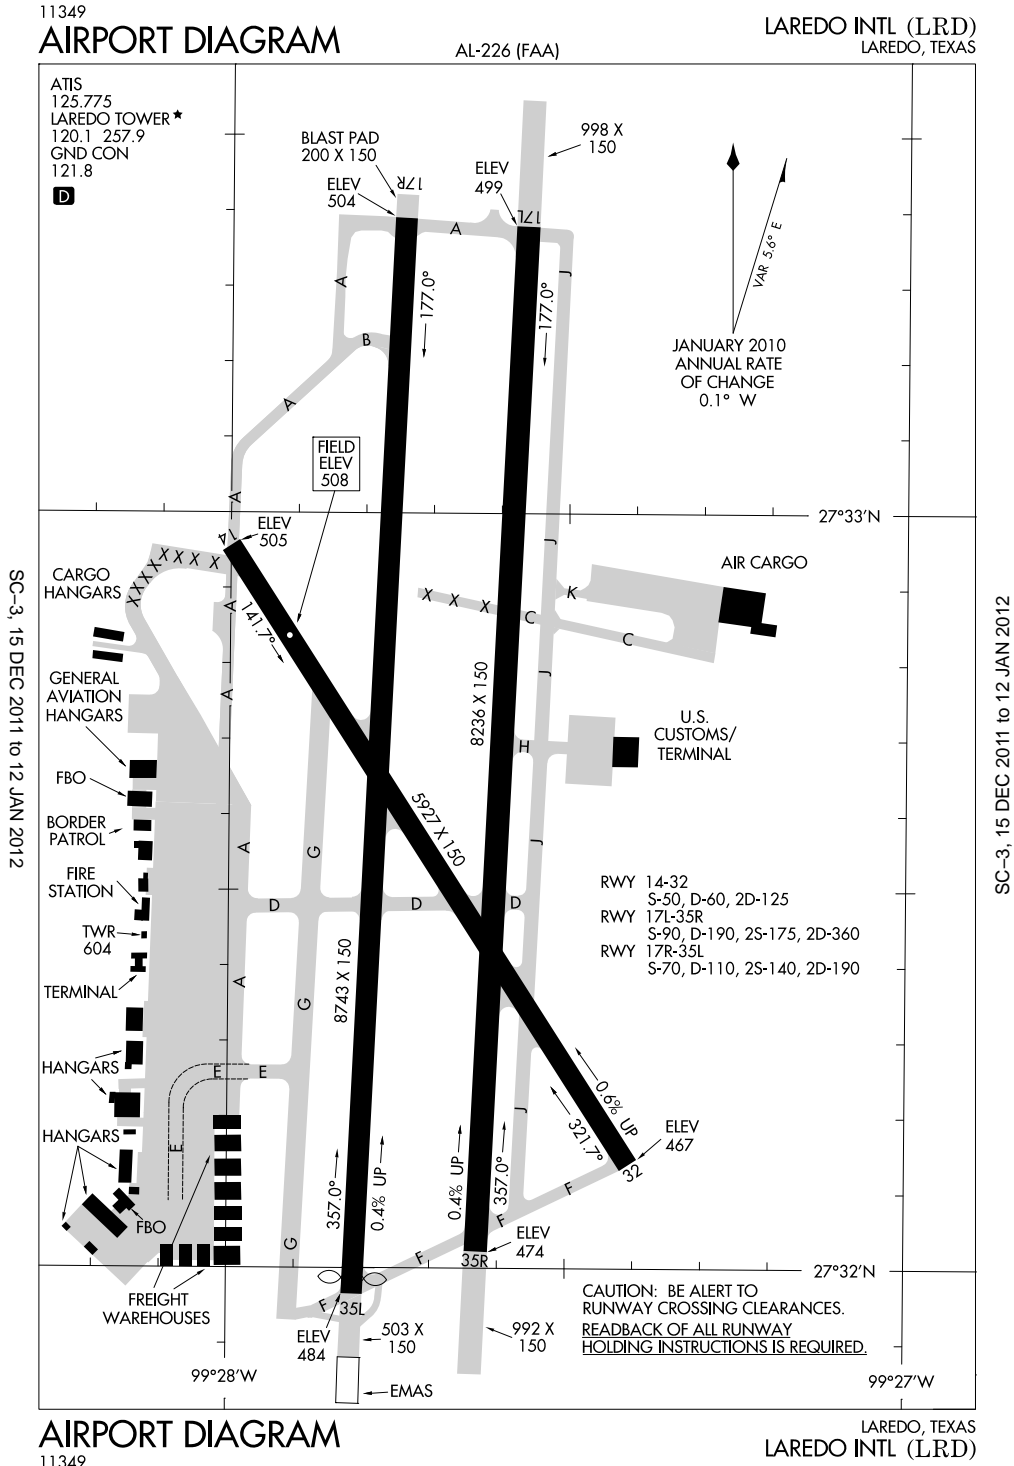 11349
AIRPORT DIAGRAM
AL-226 (FAA)
LAREDO INTL (LRD)
LAREDO, TEXAS
ATIS
125.775
LAREDO TOWER ★
120.1 257.9
GND CON
121.8
D
BLAST PAD
200 X 150
ELEV
504
17R
ELEV
499
17L
998 X
150
VAR 5.6° E
JANUARY 2010
ANNUAL RATE
OF CHANGE
0.1° W
A
A
J
177.0°
177.0°
B
A
FIELD
ELEV
508
A
27°33'N
14
ELEV
505
J
X X X X X X X X X
CARGO
HANGARS
141.7°
A
X X X
C
K
C
AIR CARGO
GENERAL
AVIATION
HANGARS
A
J
8236 X 150
H
U.S.
CUSTOMS/
TERMINAL
FBO
BORDER
PATROL
A
G
5927 X 150
J
FIRE
STATION
D
D
D
RWY 14-32
S-50, D-60, 2D-125
RWY 17L-35R
S-90, D-190, 2S-175, 2D-360
RWY 17R-35L
S-70, D-110, 2S-140, 2D-190
TWR
604
TERMINAL
A
G
8743 X 150
HANGARS
E
E
E
HANGARS
FBO
0.6% UP
321.7°
J
ELEV
467
32
357.0°
0.4% UP
0.4% UP
357.0°
F
F
F
F
G
ELEV
474
35R
27°32'N
35L
FREIGHT
WAREHOUSES
ELEV
484
503 X
150
992 X
150
CAUTION: BE ALERT TO
RUNWAY CROSSING CLEARANCES.
READBACK OF ALL RUNWAY
HOLDING INSTRUCTIONS IS REQUIRED.
EMAS
99°28'W
99°27'W
SC–3, 15 DEC 2011 to 12 JAN 2012
SC–3, 15 DEC 2011 to 12 JAN 2012
AIRPORT DIAGRAM
11349
LAREDO, TEXAS
LAREDO INTL (LRD)